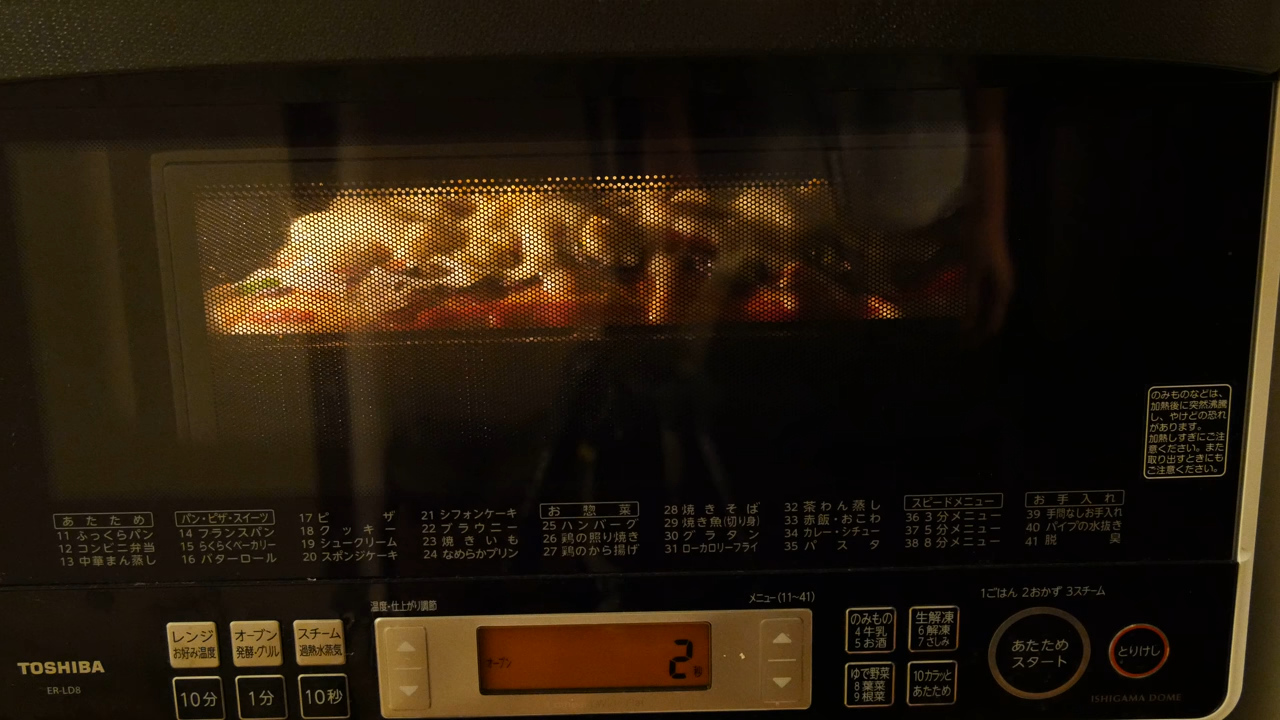 のみものなどは、
加熱後に突然沸騰
し、やけどの恐れ
があります。
加熱しすぎにご注
意ください。また
取り出すときにも
ご注意ください。
あたため
11 ふっくらパン
12 コンビニ弁当
13 中華まん蒸し
パン・ピザ・スイーツ
14 フランスパン
15 らくらくベーカリー
16 バターロール
17 ピザ
18 クッキー
19 シュークリーム
20 スポンジケーキ
21 シフォンケーキ
22 ブラウニー
23 焼きいも
24 なめらかプリン
お惣菜
25 ハンバーグ
26 鶏の照り焼き
27 鶏のから揚げ
28 焼きそば
29 焼き魚(切り身)
30 グラタン
31 ローカロリーフライ
32 茶わん蒸し
33 赤飯・おこわ
34 カレー・シチュー
35 パスタ
スピードメニュー
36 3分メニュー
37 5分メニュー
38 8分メニュー
お手入れ
39 手間なしお手入れ
40 パイプの水抜き
41 脱臭
TOSHIBA
ER-LD8
レンジ
お好み温度
オーブン
発酵・グリル
スチーム
過熱水蒸気
10分
1分
10秒
温度・仕上がり調節
メニュー(11~41)
オーブン
2秒
のみもの
4 牛乳
5 お酒
生解凍
6 解凍
7 さしみ
ゆで野菜
8 葉菜
9 根菜
10カラッと
あたため
1ごはん 2おかず 3スチーム
あたため
スタート
とりけし
ISHIGAMA DOME